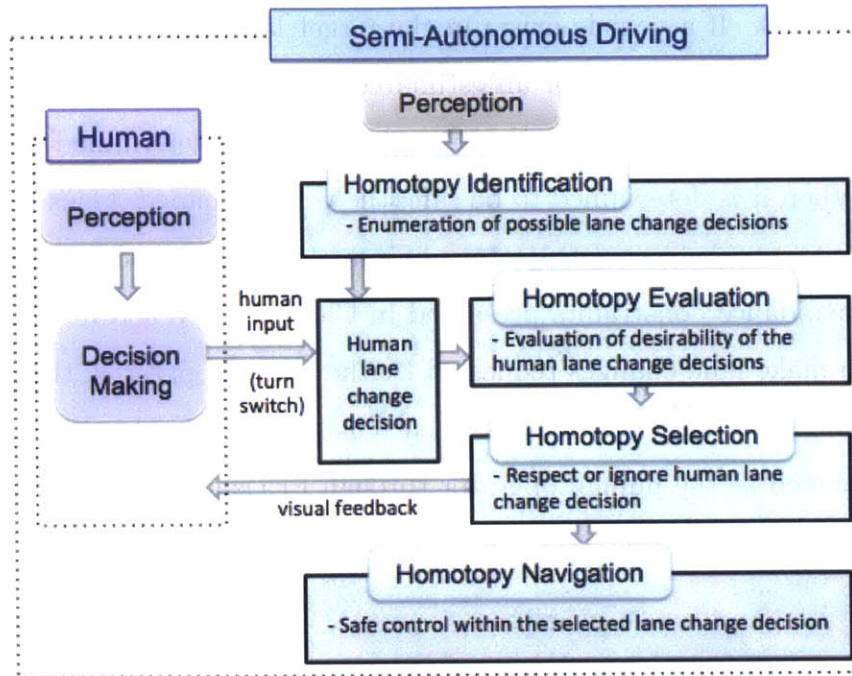 Semi-Autonomous Driving
Perception
Human
Perception
Decision
Making
human
input
(turn
switch)
Homotopy Identification
- Enumeration of possible lane change decisions
Human
lane
change
decision
Homotopy Evaluation
- Evaluation of desirability of the
human lane change decisions
Homotopy Selection
- Respect or ignore human lane
change decision
visual feedback
Homotopy Navigation
- Safe control within the selected lane change decision